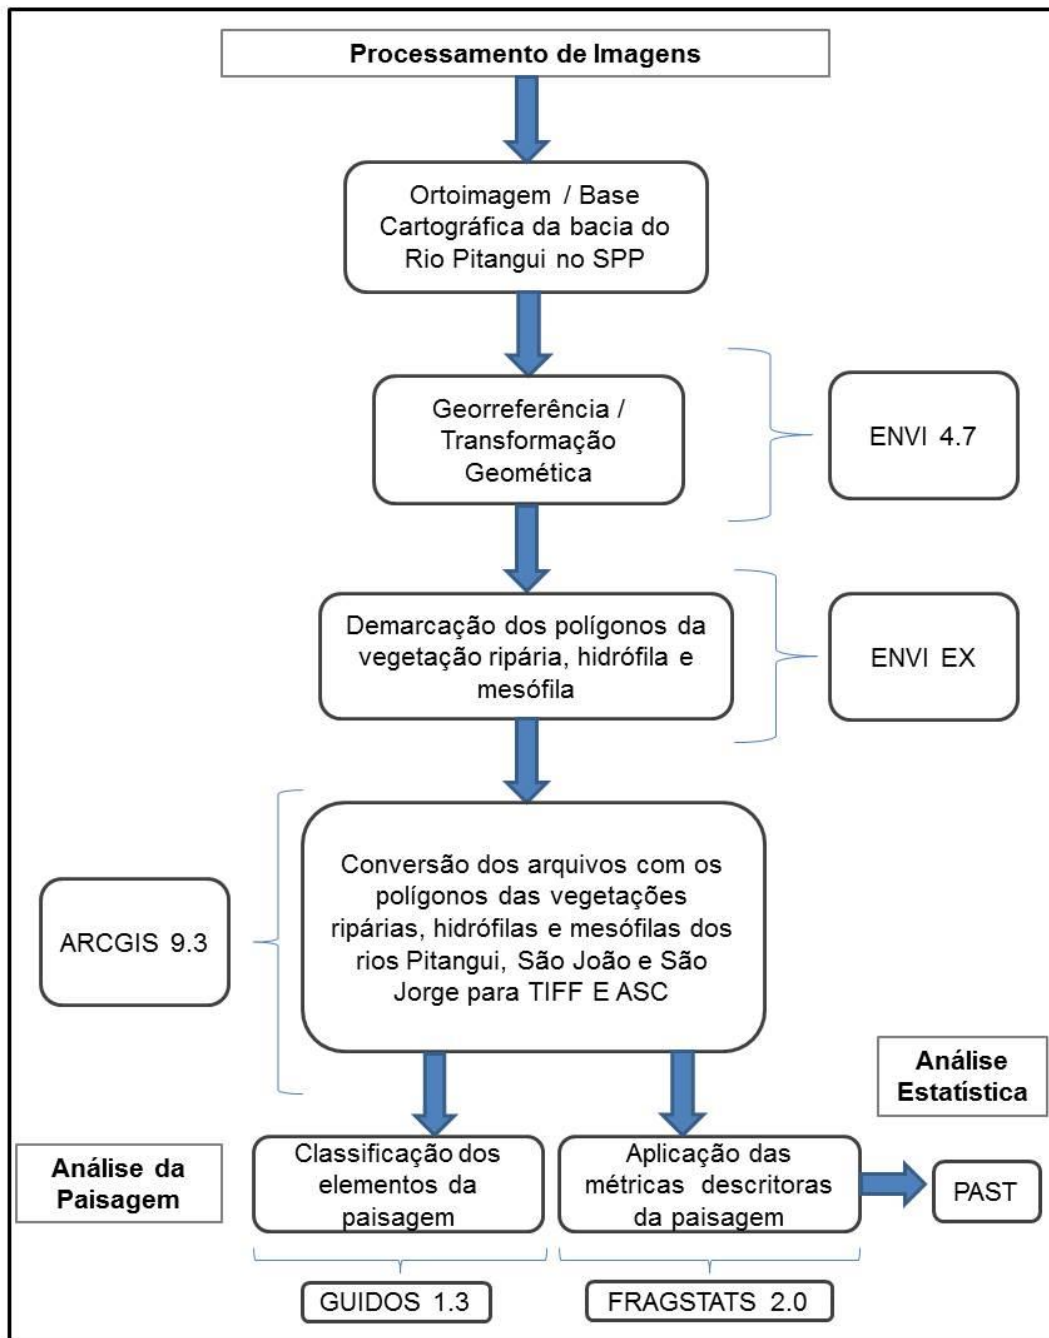 Processamento de Imagens
Ortoimagem / Base
Cartográfica da bacia do
Rio Pitangui no SPP
Georreferência /
Transformação
Geomética
ENVI 4.7
Demarcação dos polígonos da
vegetação ripária, hidrófila e
mesófila
ENVI EX
Conversão dos arquivos com os
polígonos das vegetações
ripárias, hidrófilas e mesófilas dos
rios Pitangui, São João e São
Jorge para TIFF E ASC
ARCGIS 9.3
Análise
Estatística
Análise da
Paisagem
Classificação dos
elementos da
paisagem
Aplicação das
métricas descritoras
da paisagem
PAST
GUIDOS 1.3
FRAGSTATS 2.0